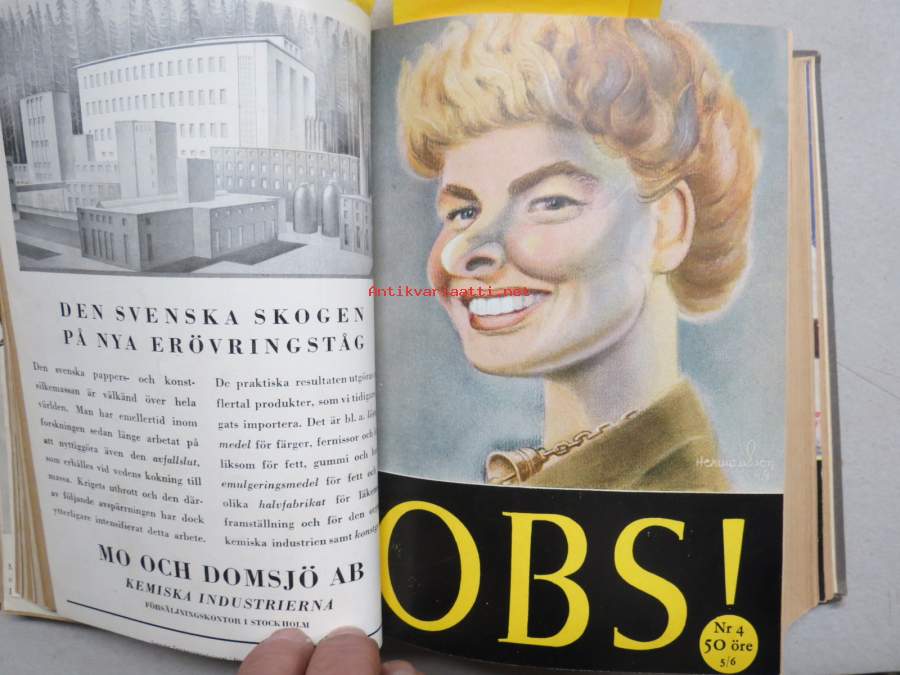 DEN SVENSKA SKOGEN
PÅ NYA ERÖVRINGSTÅG
Den svenska pappers- och konst-
silkemassan är välkänd över hela
världen. Man har emellertid inom
forskningen sedan länge arbetat på
att nyttiggöra även den avfallslut,
som erhålles vid vedens kokning till
massa. Krigets utbrott och den där-
av följande avspärrningen har dock
ytterligare intensifierat detta arbete.
De praktiska resultaten utgöras
flertal produkter, som vi tidigare
gats importera. Det är bl. a. lös
medel för färger, fernissor och
liksom för fett, gummi och
emulgeringsmedel för fett och
olika halvfabrikat för läkem
framställning och för den
kemiska industrien samt konst
MO OCH DOMSJÖ AB
KEMISKA INDUSTRIERNA
FÖRSÄLJNINGSKONTOR I STOCKHOLM
Antikvariaatti.net
OBS!
Nr 4
50 öre
5/6